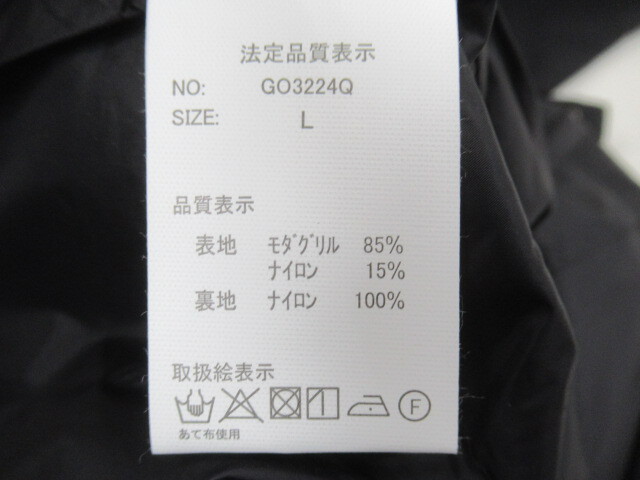 法定品質表示
NO: GO3224Q
SIZE: L
品質表示
表地 モダグリル 85%
ナイロン 15%
裏地 ナイロン 100%
取扱絵表示
F
あて布使用